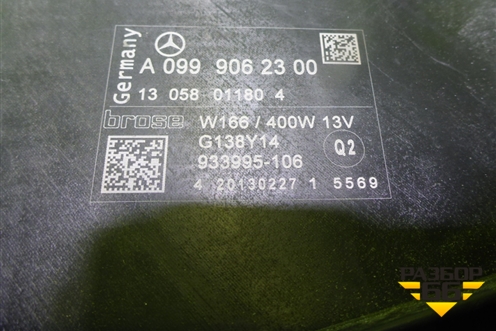 Germany
A 099 906 23 00
13 058 01180 4
brose W166 / 400W 13V
G138Y14
933995-106 Q2
4 20130227 1 5569
РАЗБОР
66